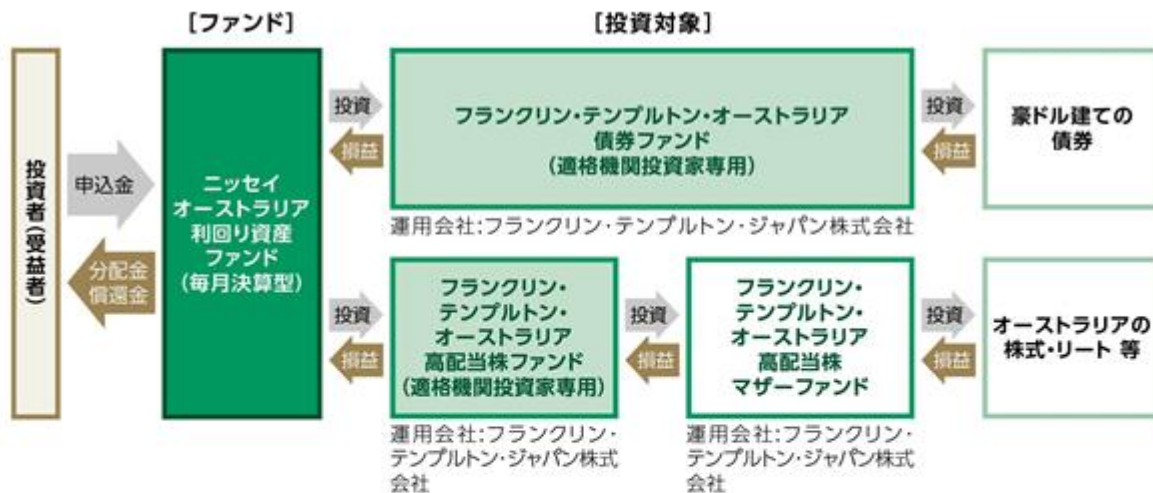 [ファンド]
[投資対象]
投資者(受益者)
申込金
分配金
償還金
ニッセイ
オーストラリア
利回り資産
ファンド
(毎月決算型)
投資
損益
フランクリン・テンプルトン・オーストラリア
債券ファンド
(適格機関投資家専用)
運用会社:フランクリン・テンプルトン・ジャパン株式会社
投資
損益
豪ドル建ての
債券
投資
損益
フランクリン・
テンプルトン・
オーストラリア
高配当株ファンド
(適格機関投資家専用)
運用会社:フランクリン・
テンプルトン・ジャパン株式
会社
投資
損益
フランクリン・
テンプルトン・
オーストラリア
高配当株
マザーファンド
運用会社:フランクリン・
テンプルトン・ジャパン株式
会社
投資
損益
オーストラリアの
株式・リート 等